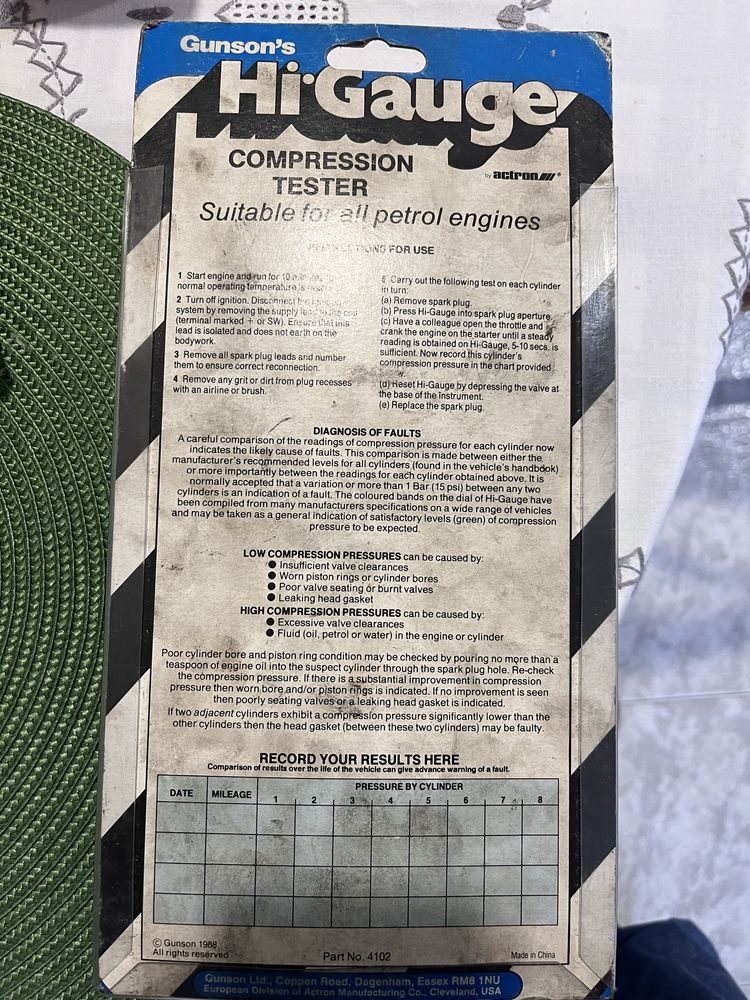 Gunson's
Hi·Gauge
COMPRESSION
TESTER
by actron®
Suitable for all petrol engines
FOR USE
1 Start engine and run for 10
normal operating temperature is
2 Turn off ignition. Disconnect the
system by removing the supply lead to the coil
(terminal marked + or SW). Ensure that this
lead is isolated and does not earth on the
bodywork.
3 Remove all spark plug leads and number
them to ensure correct reconnection.
4 Remove any grit or dirt from plug recesses
with an airline or brush.
5 Carry out the following test on each cylinder
in turn:
(a) Remove spark plug.
(b) Press Hi-Gauge into spark plug aperture.
(c) Have a colleague open the throttle and
crank the engine on the starter until a steady
reading is obtained on Hi-Gauge, 5-10 secs. is
sufficient. Now record this cylinder's
compression pressure in the chart provided
(d) Reset Hi-Gauge by depressing the valve at
the base of the instrument.
(e) Replace the spark plug.
DIAGNOSIS OF FAULTS
A careful comparison of the readings of compression pressure for each cylinder now
indicates the likely cause of faults. This comparison is made between either the
manufacturer's recommended levels for all cylinders (found in the vehicle's handbook)
or more importantly between the readings for each cylinder obtained above. It is
normally accepted that a variation or more than 1 Bar (15 psi) between any two
cylinders is an indication of a fault. The coloured bands on the dial of Hi-Gauge have
been compiled from many manufacturers specifications on a wide range of vehicles
and may be taken as a general indication of satisfactory levels (green) of compression
pressure to be expected.
LOW COMPRESSION PRESSURES can be caused by:
● Insufficient valve clearances
● Worn piston rings or cylinder bores
● Poor valve seating or burnt valves
● Leaking head gasket
HIGH COMPRESSION PRESSURES can be caused by:
● Excessive valve clearances
● Fluid (oil, petrol or water) in the engine or cylinder
Poor cylinder bore and piston ring condition may be checked by pouring no more than a
teaspoon of engine oil into the suspect cylinder through the spark plug hole. Re-check
the compression pressure. If there is a substantial improvement in compression
pressure then worn bore and/or piston rings is indicated. If no improvement is seen
then poorly seating valves or a leaking head gasket is indicated.
If two adjacent cylinders exhibit a compression pressure significantly lower than the
other cylinders then the head gasket (between these two cylinders) may be faulty.
RECORD YOUR RESULTS HERE
Comparison of results over the life of the vehicle can give advance warning of a fault.
DATE MILEAGE PRESSURE BY CYLINDER
1 2 3 4 5 6 7 8
© Gunson 1988
All rights reserved
Part No. 4102
Made in China
Gunson Ltd., Coppen Road, Dagenham, Essex RM8 1NU
European Division of Actron Manufacturing Co., Cleveland, USA